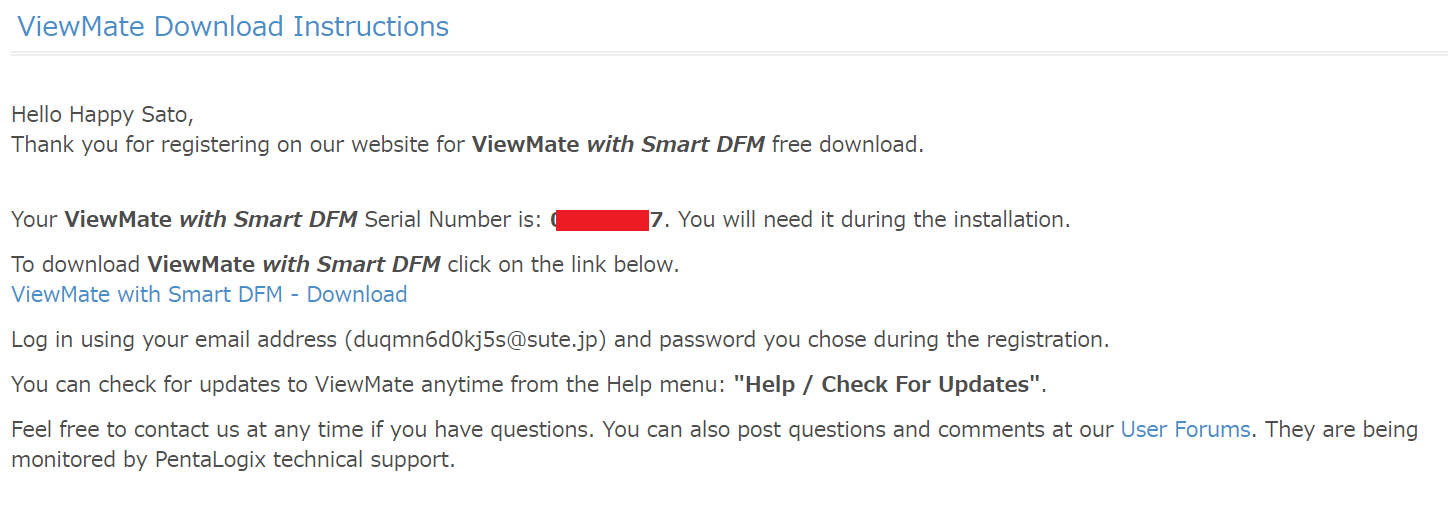 ViewMate Download Instructions
Hello Happy Sato,
Thank you for registering on our website for ViewMate with Smart DFM free download.
Your ViewMate with Smart DFM Serial Number is: 7. You will need it during the installation.
To download ViewMate with Smart DFM click on the link below.
ViewMate with Smart DFM - Download
Log in using your email address (duqmn6d0kj5s@sute.jp) and password you chose during the registration.
You can check for updates to ViewMate anytime from the Help menu: "Help / Check For Updates".
Feel free to contact us at any time if you have questions. You can also post questions and comments at our User Forums. They are being
monitored by PentaLogix technical support.